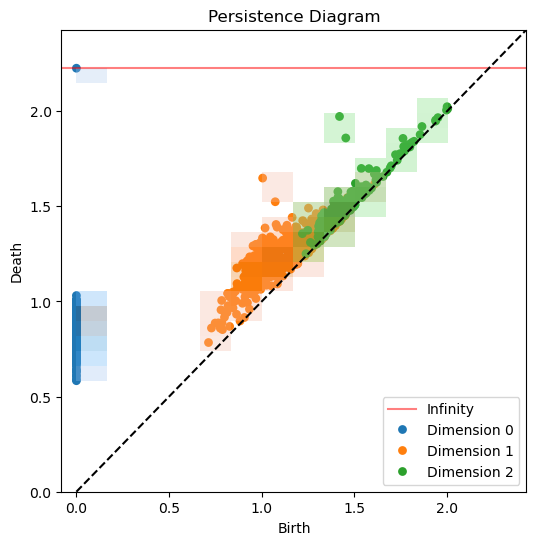 Persistence Diagram
Death
2.0
1.5
1.0
0.5
0.0
Infinity
Dimension 0
Dimension 1
Dimension 2
0.0 0.5 1.0 1.5 2.0
Birth